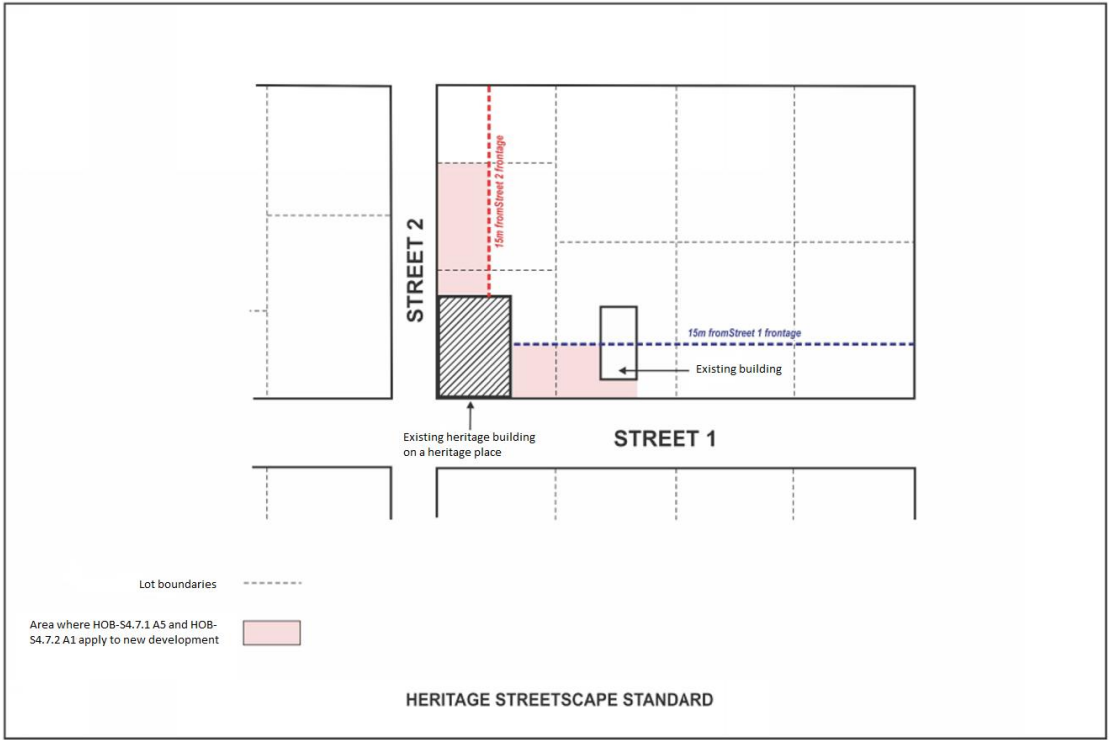 15m fromStreet 2 frontage
STREET 2
15m fromStreet 1 frontage
Existing building
Existing heritage building
on a heritage place
STREET 1
Lot boundaries
Area where HOB-S4.7.1 A5 and HOB-
S4.7.2 A1 apply to new development
HERITAGE STREETSCAPE STANDARD